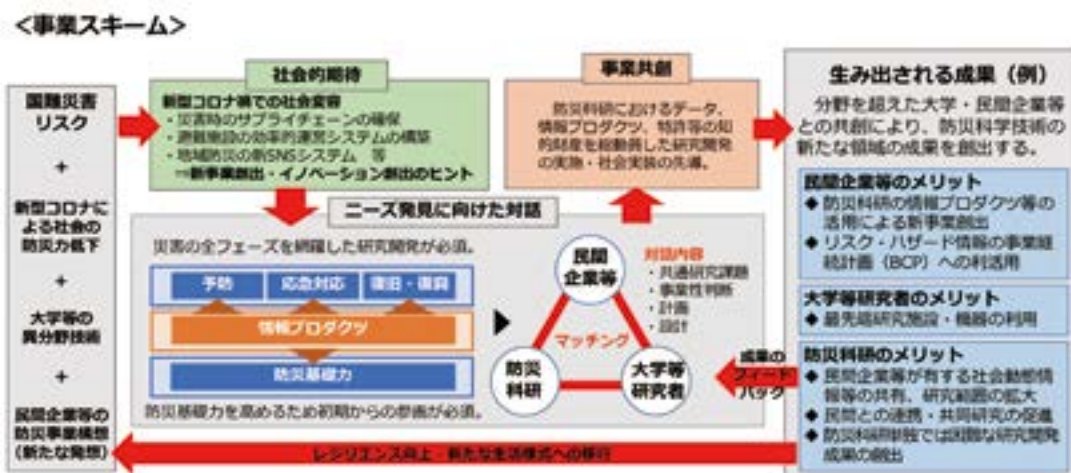 <事業スキーム>
国難災害
リスク
+
新型コロナに
よる社会の
防災力低下
+
大学等の
異分野技術
+
民間企業等の
防災事業構想
(新たな発想)
社会的期待
新型コロナ禍での社会変容
・災害時のサプライチェーンの確保
・避難施設の効率的運営システムの構築
・地域防災の新SNSシステム 等
⇒新事業創出・イノベーション創出のヒント
事業共創
防災科研におけるデータ、
情報プロダクツ、特許等の知
的財産を総動員した研究開発
の実施・社会実装の先導。
ニーズ発見に向けた対話
災害の全フェーズを網羅した研究開発が必須。
予防
応急対応
復旧・復興
情報プロダクツ
防災基礎力
防災基礎力を高めるため初期からの参画が必須。
民間
企業等
マッチング
防災
科研
大学等
研究者
対話内容
・共通研究課題
・事業性判断
・計画
・設計
成果の
フィード
バック
レジリエンス向上・新たな生活様式への移行
生み出される成果(例)
分野を超えた大学・民間企業等
との共創により、防災科学技術の
新たな領域の成果を創出する。
民間企業等のメリット
◆ 防災科研の情報プロダクツ等の
活用による新事業創出
◆ リスク・ハザード情報の事業継
続計画(BCP)への利活用
大学等研究者のメリット
◆ 最先端研究施設・機器の利用
防災科研のメリット
◆ 民間企業等が有する社会動態情
報等の共有、研究範囲の拡大
◆ 民間との連携・共同研究の促進
◆ 防災科研単独では困難な研究開発
成果の創出